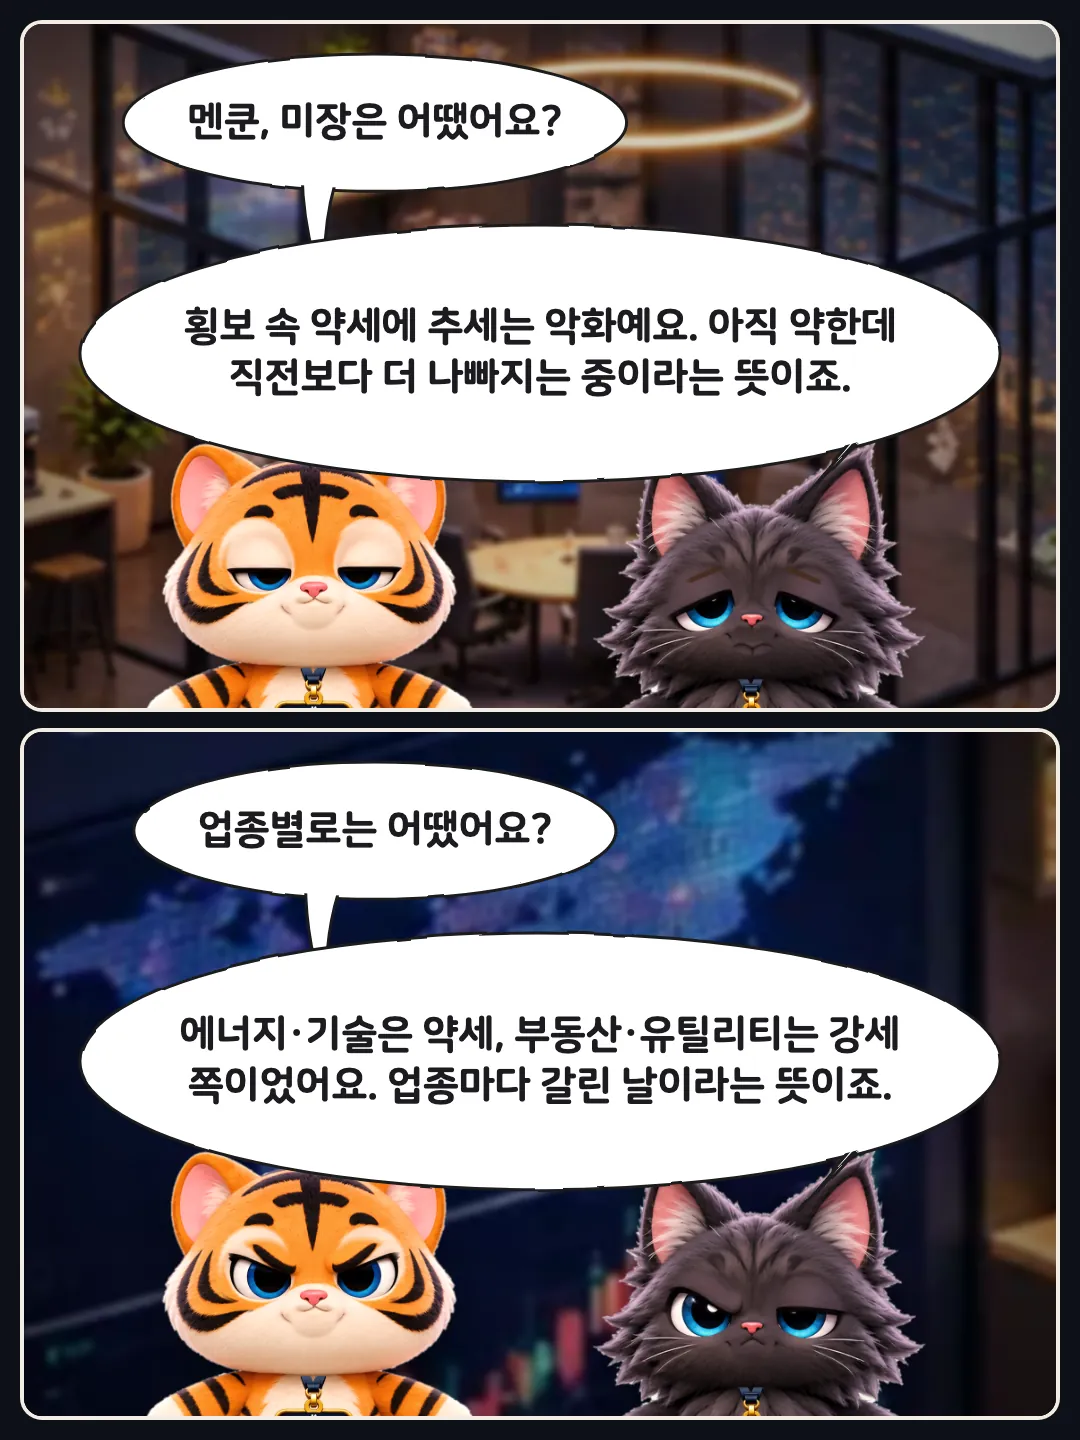 멘쿤, 미장은 어땠어요?
횡보 속 약세에 추세는 악화예요. 아직 약한데
직전보다 더 나빠지는 중이라는 뜻이죠.
업종별로는 어땠어요?
에너지·기술은 약세, 부동산·유틸리티는 강세
쪽이었어요. 업종마다 갈린 날이라는 뜻이죠.